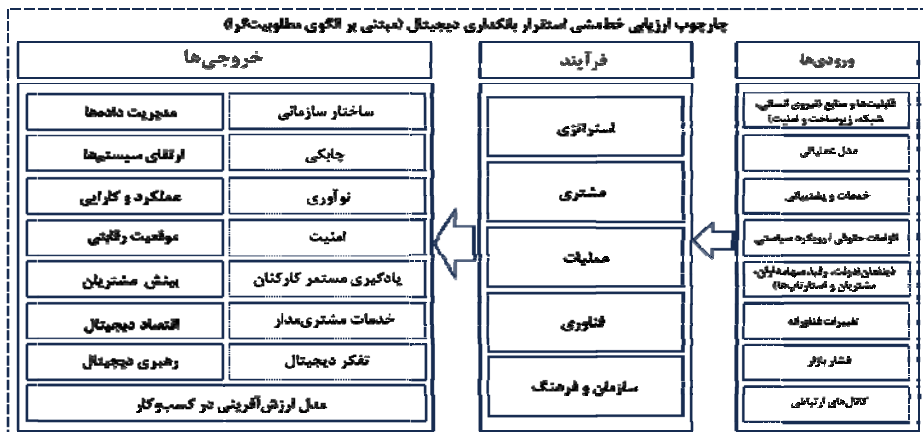 چارچوب ارزیابی خط‌مشی استقرار بانکداری دیجیتال (مبتنی بر الگوی مطلوبیت‌گرا)
ورودی‌ها
قابلیت‌ها و منابع (نیروی انسانی،
شبکه، زیرساخت و امنیت)
مدل عملیاتی
خدمات و پشتیبانی
الزامات حقوقی / رویکرد سیاستی
ذینفعان (دولت، رقبا، سهامداران،
مشتریان و استارتاپ‌ها)
تغییرات فناورانه
فشار بازار
کانال‌های ارتباطی
فرآیند
استراتژی
مشتری
عملیات
فناوری
سازمان و فرهنگ
خروجی‌ها
ساختار سازمانی
مدیریت داده‌ها
چابکی
ارتقای سیستم‌ها
نوآوری
عملکرد و کارایی
امنیت
موقعیت رقابتی
یادگیری مستمر کارکنان
بینش مشتریان
خدمات مشتری‌مدار
اقتصاد دیجیتال
تفکر دیجیتال
رهبری دیجیتال
مدل ارزش‌آفرینی در کسب‌وکار